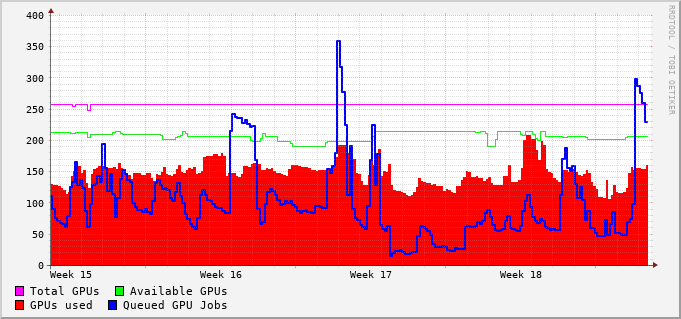 400
350
300
250
200
150
100
50
0
Week 15 Week 16 Week 17 Week 18
Total GPUs Available GPUs
GPUs used Queued GPU Jobs
RRDTOOL / TOBI OETIKER